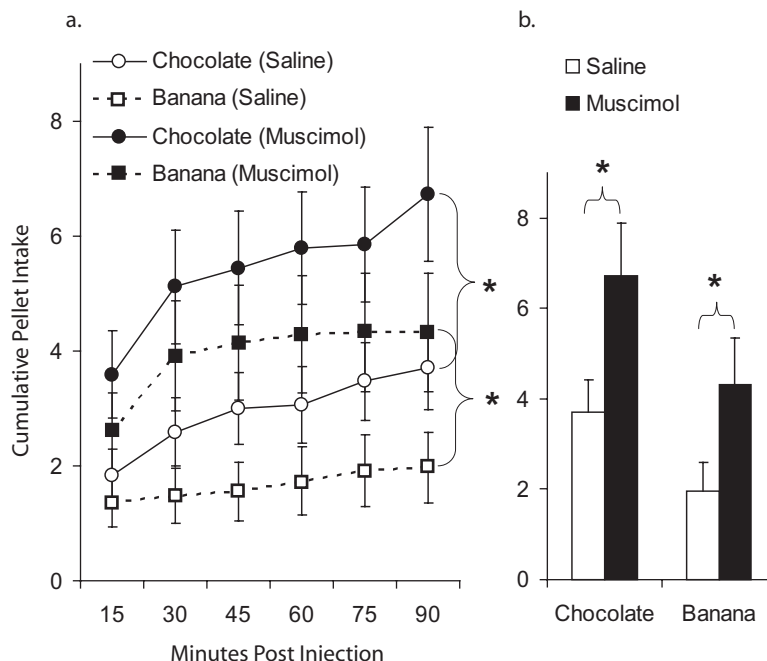 a.
Chocolate (Saline)
Banana (Saline)
Chocolate (Muscimol)
Banana (Muscimol)
Cumulative Pellet Intake
8
6
4
2
0
*
*
15 30 45 60 75 90
Minutes Post Injection
b.
Saline
Muscimol
*
*
8
6
4
2
0
Chocolate Banana